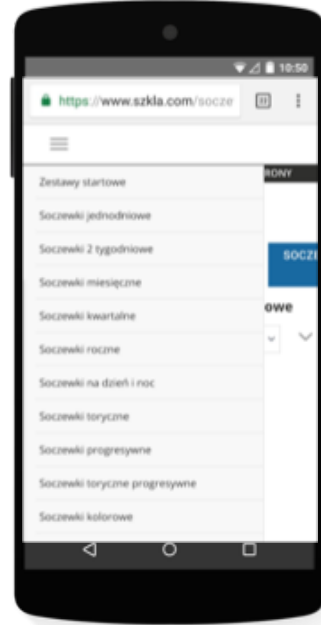 10:50
https://www.szkla.com/socze
Zestawy startowe
RONY
Soczewki jednodniowe
Soczewki 2 tygodniowe
SOCZE
Soczewki miesięczne
owe
Soczewki kwartalne
Soczewki roczne
Soczewki na dzień i noc
Soczewki toryczne
Soczewki progresywne
Soczewki toryczne progresywne
Soczewki kolorowe